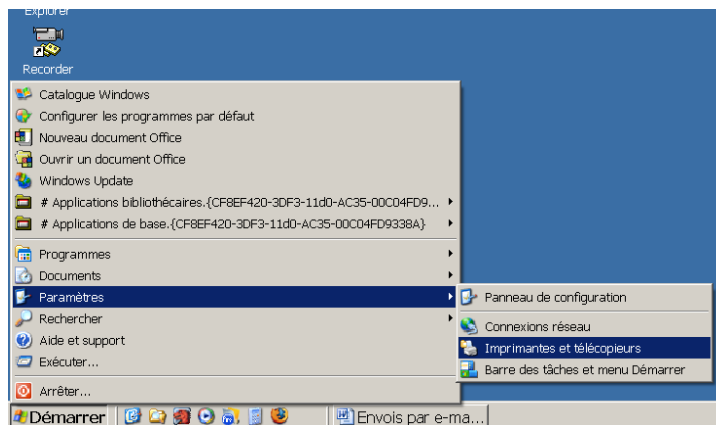 Explorer
Recorder
Catalogue Windows
Configurer les programmes par défaut
Nouveau document Office
Ouvrir un document Office
Windows Update
# Applications bibliothécaires.{CF8EF420-3DF3-11d0-AC35-00C04FD9...
# Applications de base.{CF8EF420-3DF3-11d0-AC35-00C04FD9338A}
Programmes
Documents
Paramètres
Rechercher
Aide et support
Exécuter...
Arrêter...
Panneau de configuration
Connexions réseau
Imprimantes et télécopieurs
Barre des tâches et menu Démarrer
Démarrer
Envois par e-ma...